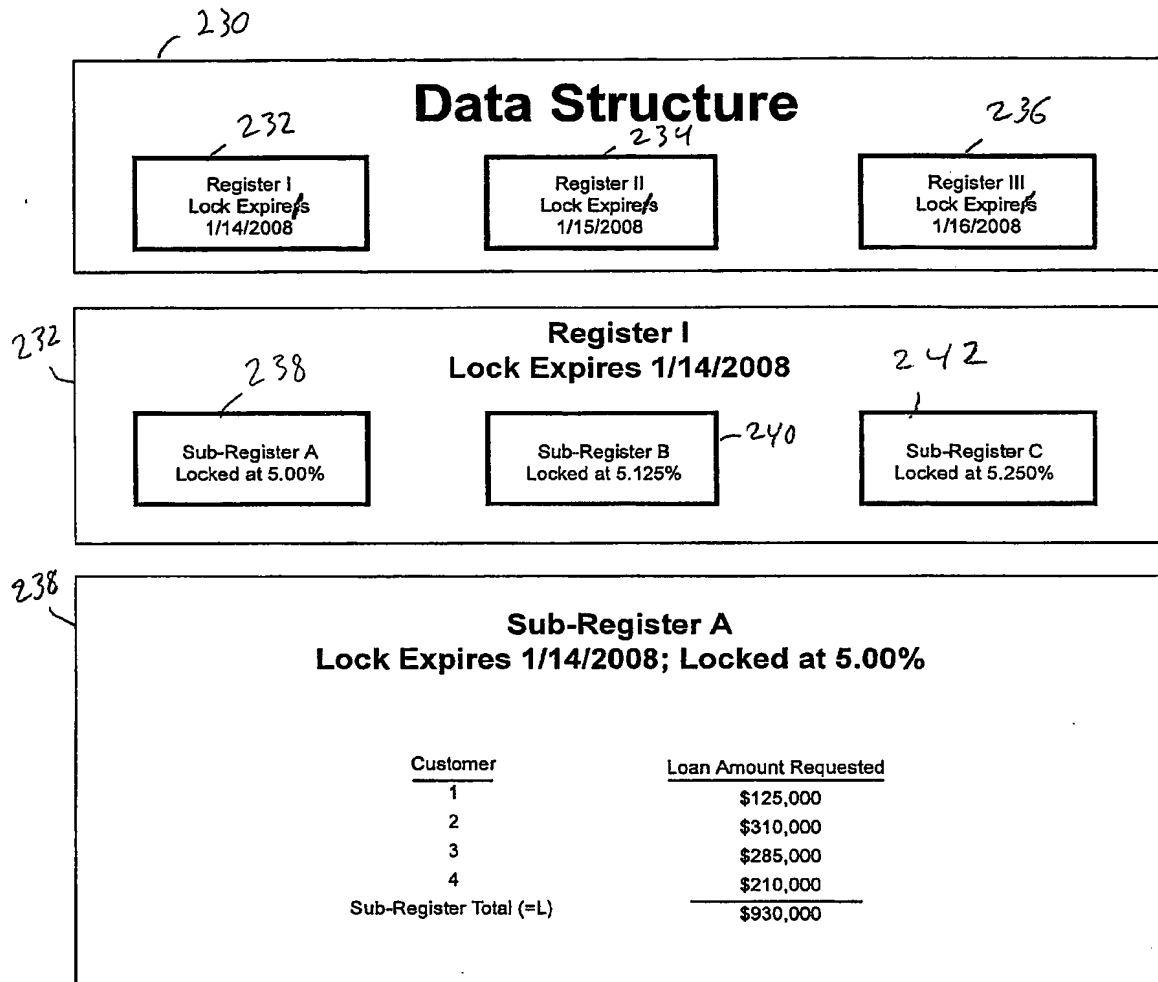 230
Data Structure
232
234
236
Register I
Lock Expires
1/14/2008
Register II
Lock Expires
1/15/2008
Register III
Lock Expires
1/16/2008
232
Register I
Lock Expires 1/14/2008
238
240
242
Sub-Register A
Locked at 5.00%
Sub-Register B
Locked at 5.125%
Sub-Register C
Locked at 5.250%
238
Sub-Register A
Lock Expires 1/14/2008; Locked at 5.00%
Customer Loan Amount Requested
1 $125,000
2 $310,000
3 $285,000
4 $210,000
Sub-Register Total (=L) $930,000